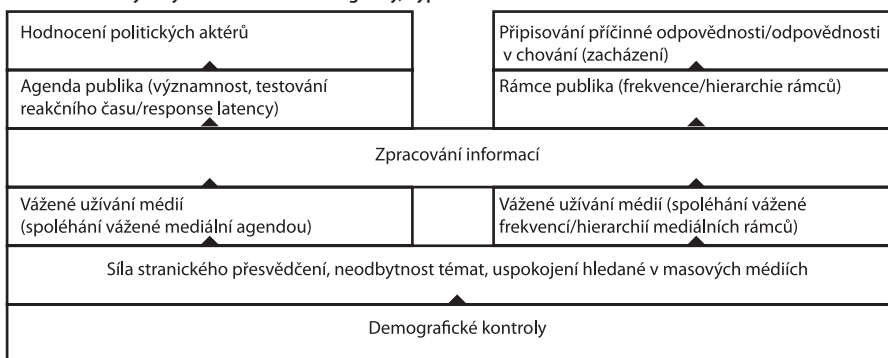 Hodnocení politických aktérů
Připisování příčinné odpovědnosti/odpovědnosti
v chování (zacházení)
Agenda publika (významnost, testování
reakčního času/response latency)
Rámce publika (frekvence/hierarchie rámců)
Zpracování informací
Vážené užívání médií
(spoléhání vážené mediální agendou)
Vážené užívání médií (spoléhání vážené
frekvencí/hierarchií mediálních rámců)
Síla stranického přesvědčení, neodbytnost témat, uspokojení hledané v masových médiích
Demografické kontroly